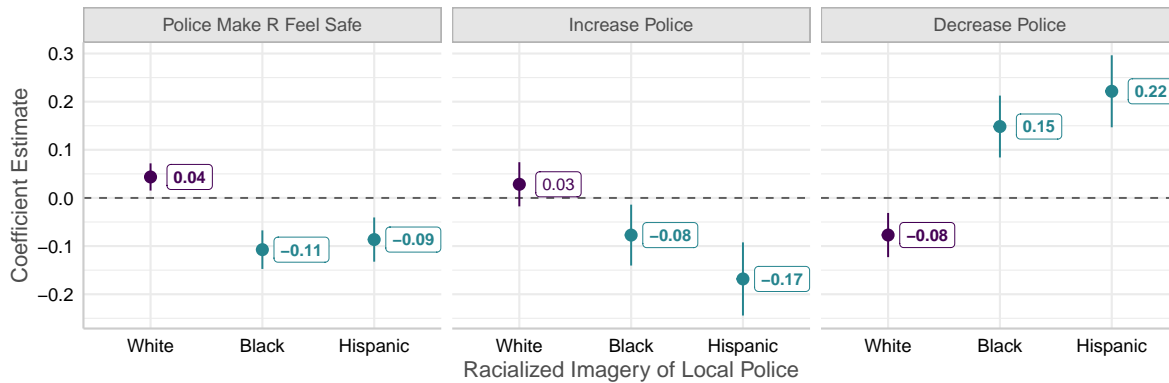 Police Make R Feel Safe
Increase Police
Decrease Police
Coefficient Estimate
0.3
0.2
0.1
0.0
−0.1
−0.2
0.04
−0.11
−0.09
0.03
−0.08
−0.17
−0.08
0.15
0.22
White Black Hispanic
White Black Hispanic
White Black Hispanic
Racialized Imagery of Local Police